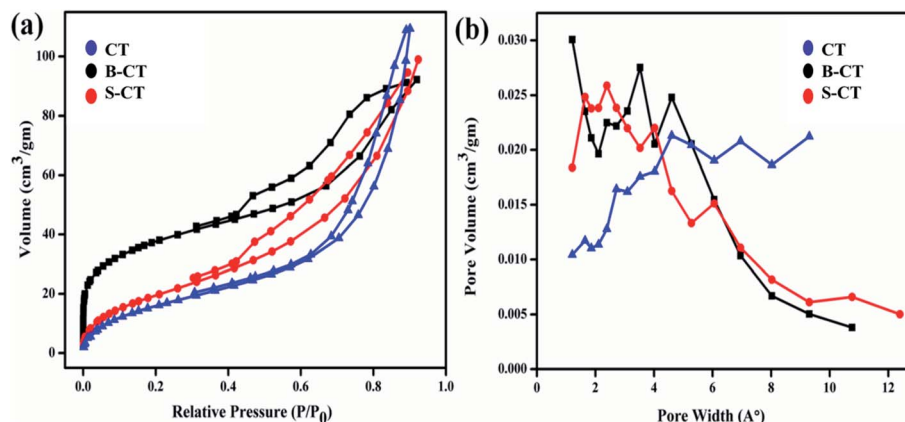 (a)
CT
B-CT
S-CT
Volume (cm³/gm)
100
80
60
40
20
0
0.0 0.2 0.4 0.6 0.8 1.0
Relative Pressure (P/P₀)
(b)
CT
B-CT
S-CT
Pore Volume (cm³/gm)
0.030
0.025
0.020
0.015
0.010
0.005
0.000
0 2 4 6 8 10 12
Pore Width (A°)